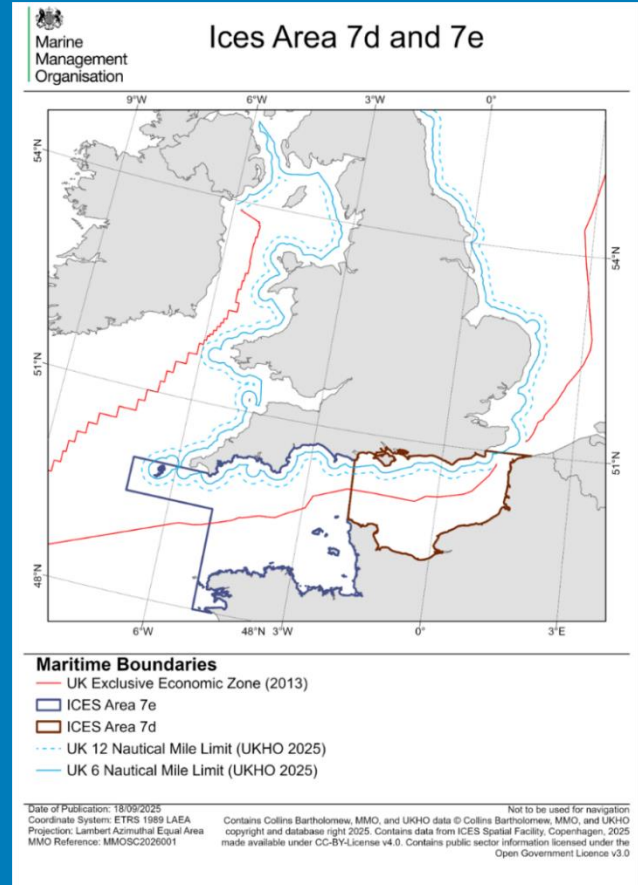 Marine
Management
Organisation
Ices Area 7d and 7e
9°W 6°W 3°W 0°
54°N
54°N
51°N
51°N
48°N
6°W 48°N 3°W 0° 3°E
Maritime Boundaries
UK Exclusive Economic Zone (2013)
ICES Area 7e
ICES Area 7d
UK 12 Nautical Mile Limit (UKHO 2025)
UK 6 Nautical Mile Limit (UKHO 2025)
Date of Publication: 18/09/2025
Coordinate System: ETRS 1989 LAEA
Projection: Lambert Azimuthal Equal Area
MMO Reference: MMOSC2026001
Not to be used for navigation
Contains Collins Bartholomew, MMO, and UKHO data © Collins Bartholomew, MMO, and UKHO
copyright and database right 2025. Contains data from ICES Spatial Facility, Copenhagen, 2025
made available under CC-BY-License v4.0. Contains public sector information licensed under the
Open Government Licence v3.0